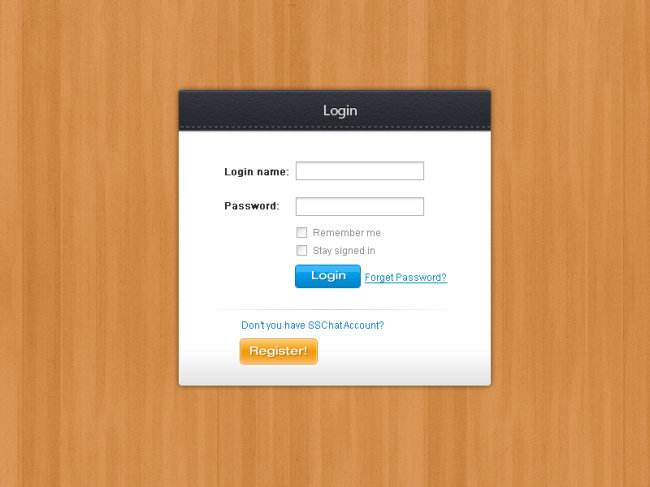 Login
Login name:
Password:
Remember me
Stay signed in
Login Forget Password?
Don't you have SSChatAccount?
Register!